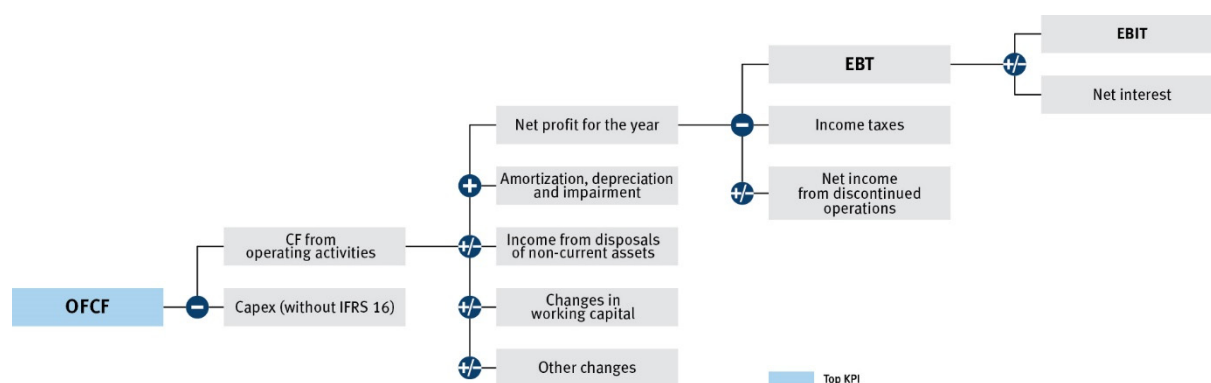 EBIT
EBT
+/-
Net interest
Net profit for the year
-
Income taxes
Amortization, depreciation
and impairment
+
+/-
Net income
from discontinued
operations
CF from
operating activities
+/-
Income from disposals
of non-current assets
OFCF
-
Capex (without IFRS 16)
+/-
Changes in
working capital
+/-
Other changes
Top KPI